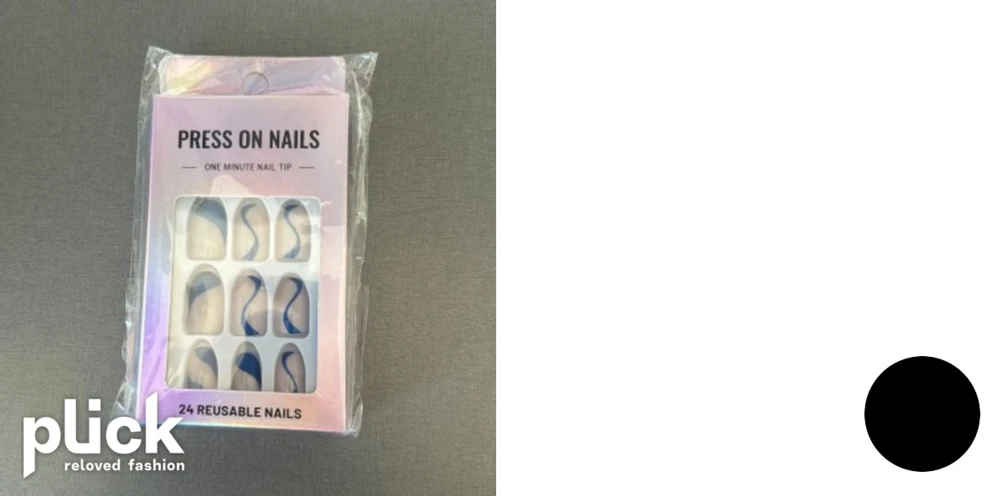 PRESS ON NAILS
ONE MINUTE NAIL TIP
24 REUSABLE NAILS
plick
reloved fashion